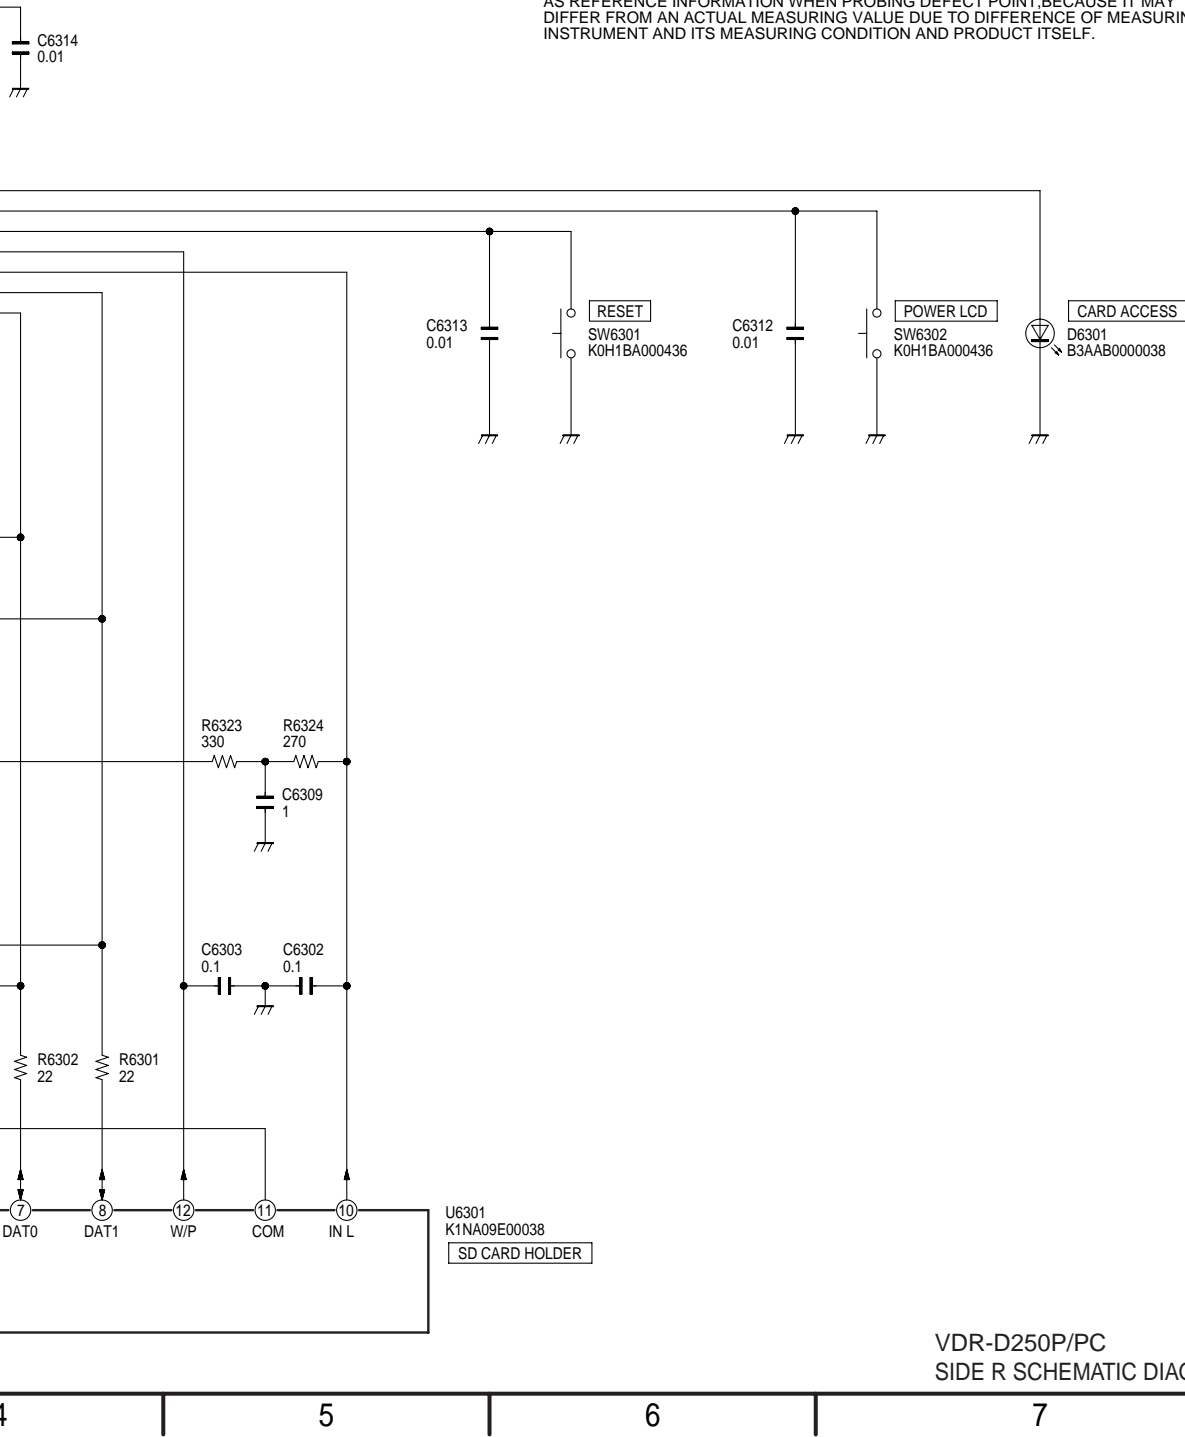 AS REFERENCE INFORMATION WHEN PROBING DEFECT POINT,BECAUSE IT MAY
DIFFER FROM AN ACTUAL MEASURING VALUE DUE TO DIFFERENCE OF MEASURIN
INSTRUMENT AND ITS MEASURING CONDITION AND PRODUCT ITSELF.
C6314
0.01
C6313
0.01
RESET
SW6301
K0H1BA000436
C6312
0.01
POWER LCD
SW6302
K0H1BA000436
CARD ACCESS
D6301
B3AAB0000038
R6323
330
R6324
270
C6309
1
C6303
0.1
C6302
0.1
R6302
22
R6301
22
7
8
12
11
10
DAT0
DAT1
W/P
COM
IN L
U6301
K1NA09E00038
SD CARD HOLDER
VDR-D250P/PC
SIDE R SCHEMATIC DIAG
4
5
6
7